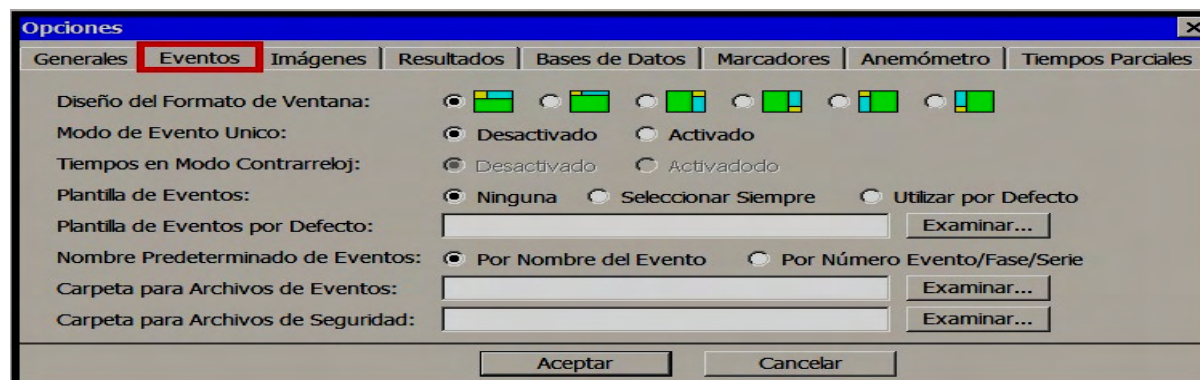 Opciones
Generales Eventos Imágenes Resultados Bases de Datos Marcadores Anemómetro Tiempos Parciales
Diseño del Formato de Ventana:
Modo de Evento Unico: Desactivado Activado
Tiempos en Modo Contrarreloj: Desactivado Activadodo
Plantilla de Eventos: Ninguna Seleccionar Siempre Utilizar por Defecto
Plantilla de Eventos por Defecto: Examinar...
Nombre Predeterminado de Eventos: Por Nombre del Evento Por Número Evento/Fase/Serie
Carpeta para Archivos de Eventos: Examinar...
Carpeta para Archivos de Seguridad: Examinar...
Aceptar Cancelar